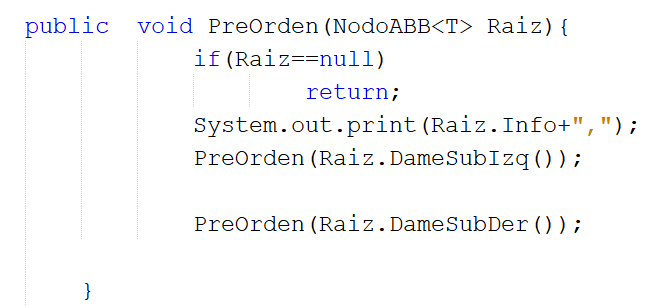 public  void PreOrden(NodoABB<T> Raiz){
if(Raiz==null)
return;
System.out.print(Raiz.Info+",");
PreOrden(Raiz.DameSubIzq());
PreOrden(Raiz.DameSubDer());
}